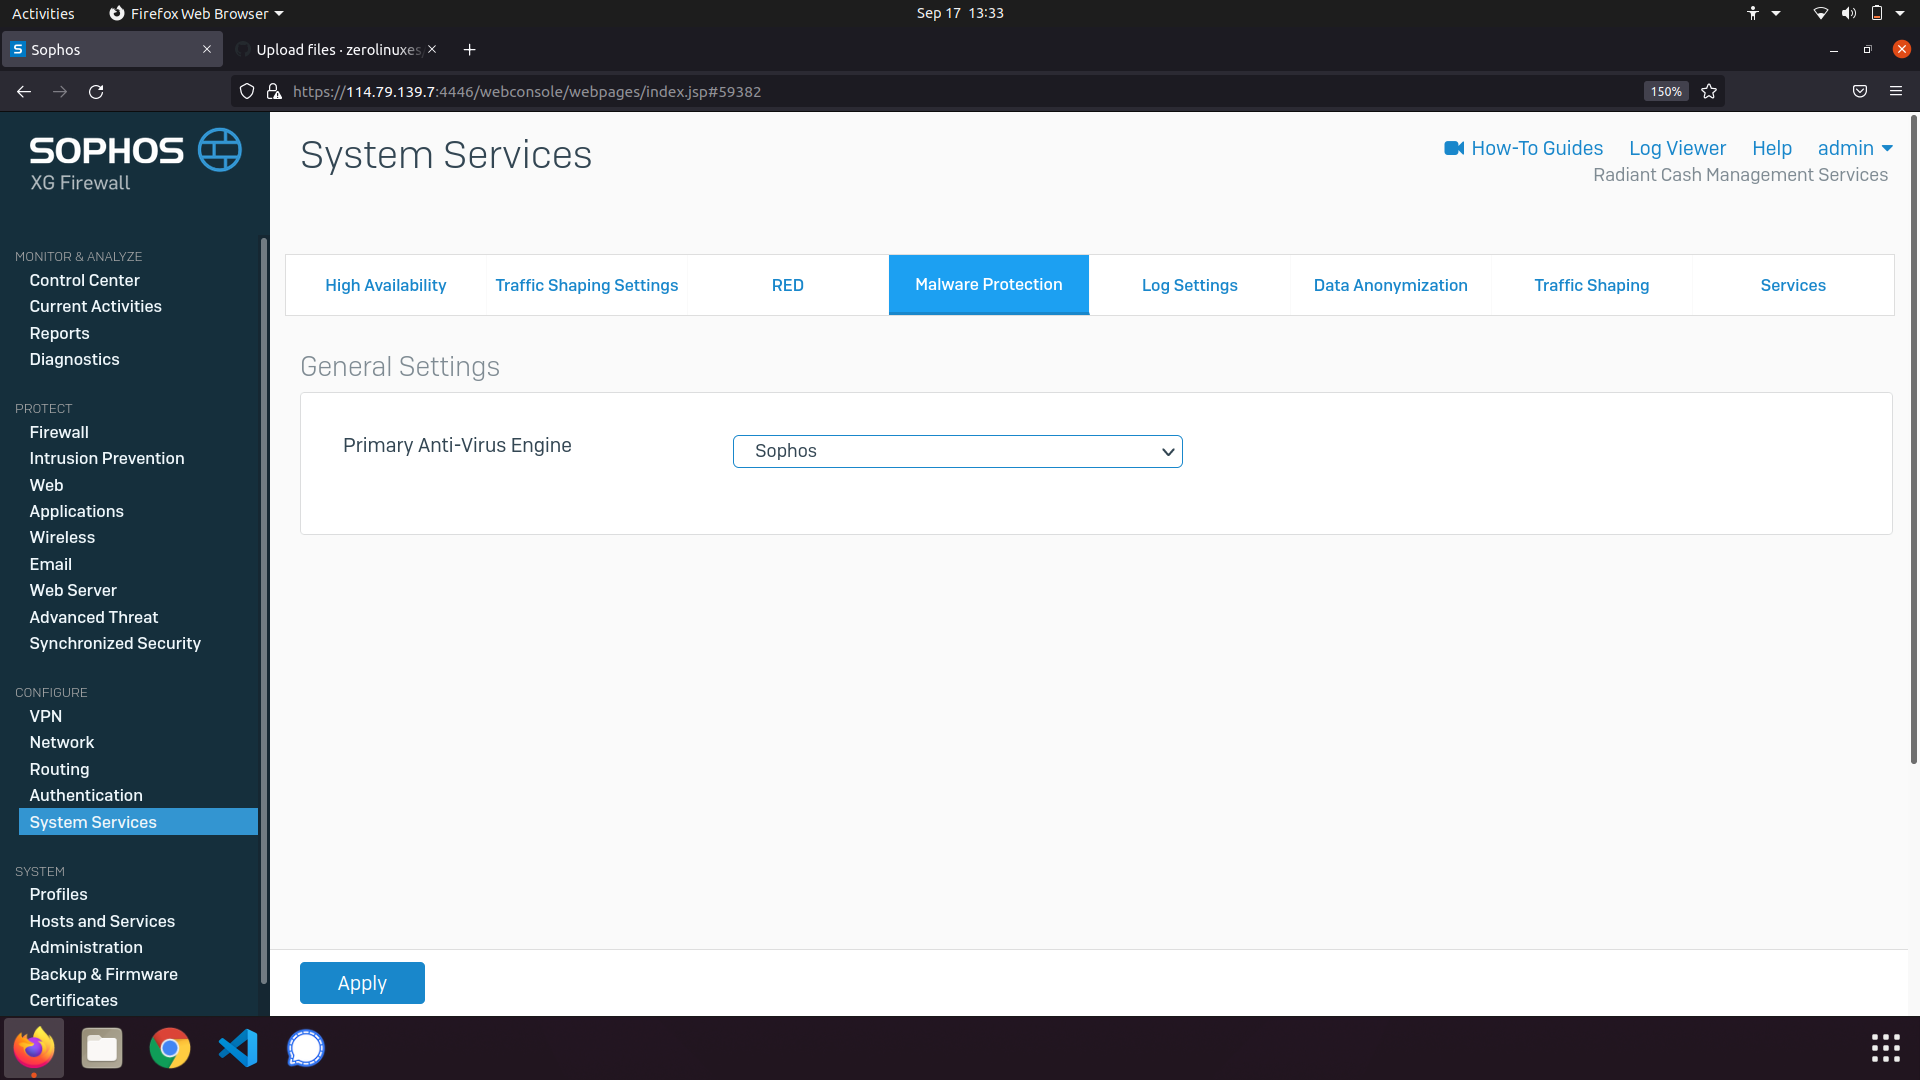 Activities
Firefox Web Browser
Sep 17 13:33
Sophos
Upload files · zerolinuxes
https://114.79.139.7:4446/webconsole/webpages/index.jsp#59382
150%
SOPHOS
XG Firewall
System Services
How-To Guides
Log Viewer
Help
admin
Radiant Cash Management Services
MONITOR & ANALYZE
Control Center
Current Activities
Reports
Diagnostics
PROTECT
Firewall
Intrusion Prevention
Web
Applications
Wireless
Email
Web Server
Advanced Threat
Synchronized Security
CONFIGURE
VPN
Network
Routing
Authentication
System Services
SYSTEM
Profiles
Hosts and Services
Administration
Backup & Firmware
Certificates
High Availability
Traffic Shaping Settings
RED
Malware Protection
Log Settings
Data Anonymization
Traffic Shaping
Services
General Settings
Primary Anti-Virus Engine
Sophos
Apply